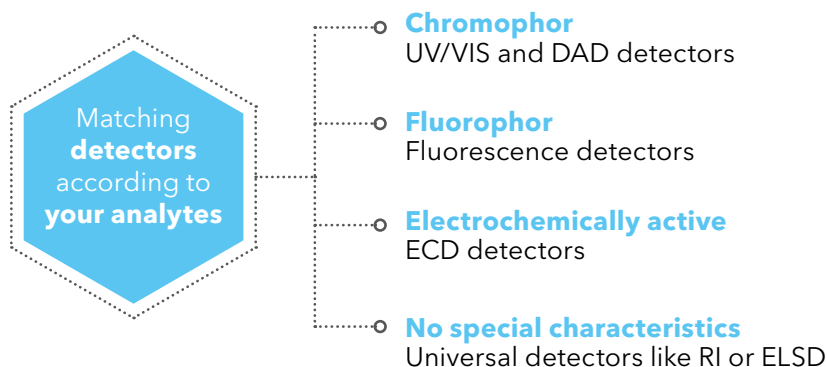 Matching
detectors
according to
your analytes
Chromophor
UV/VIS and DAD detectors
Fluorophor
Fluorescence detectors
Electrochemically active
ECD detectors
No special characteristics
Universal detectors like RI or ELSD